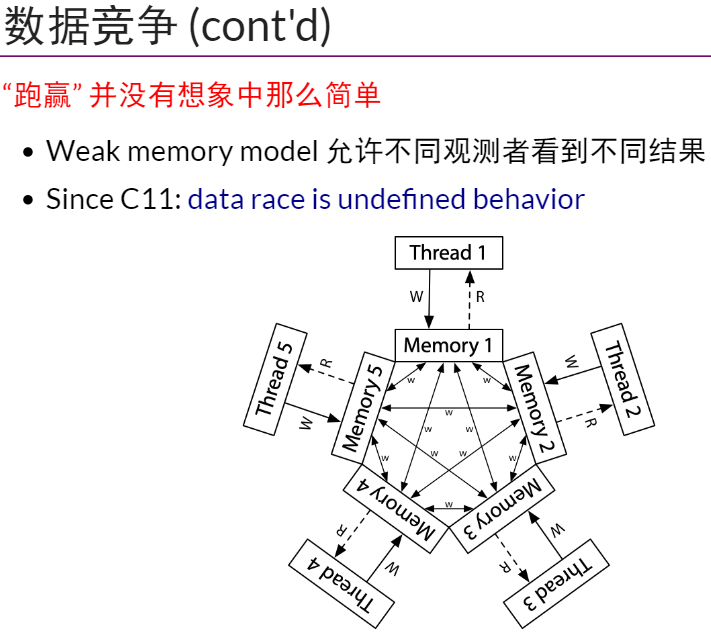 数据竞争 (cont'd)
“跑赢” 并没有想象中那么简单
• Weak memory model 允许不同观测者看到不同结果
• Since C11: data race is undefined behavior
Thread 1
W
R
Memory 1
Thread 5
R
W
Memory 5
Memory 2
W
R
Thread 2
w
w
w
w
w
w
w
w
w
w
Memory 4
Memory 3
R
W
Thread 4
R
W
Thread 3